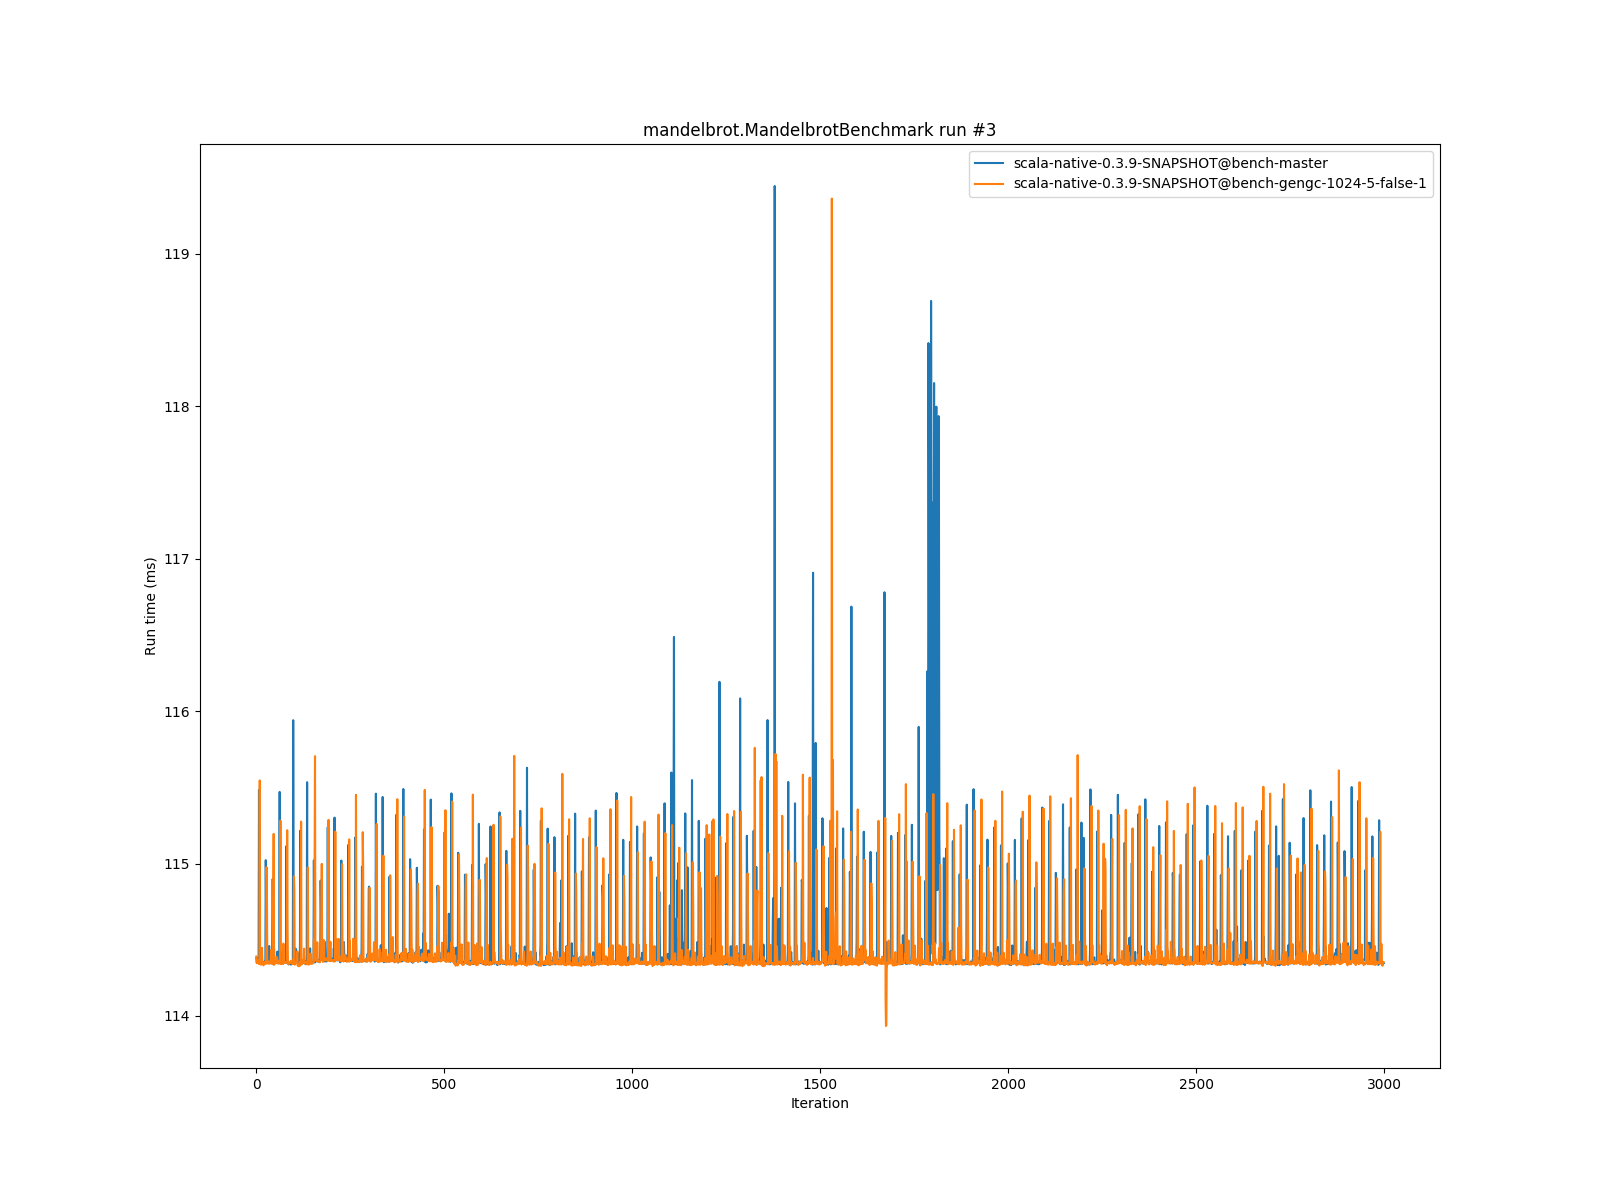 mandelbrot.MandelbrotBenchmark run #3
scala-native-0.3.9-SNAPSHOT@bench-master
scala-native-0.3.9-SNAPSHOT@bench-gengc-1024-5-false-1
119
118
117
116
115
114
Run time (ms)
0
500
1000
1500
2000
2500
3000
Iteration